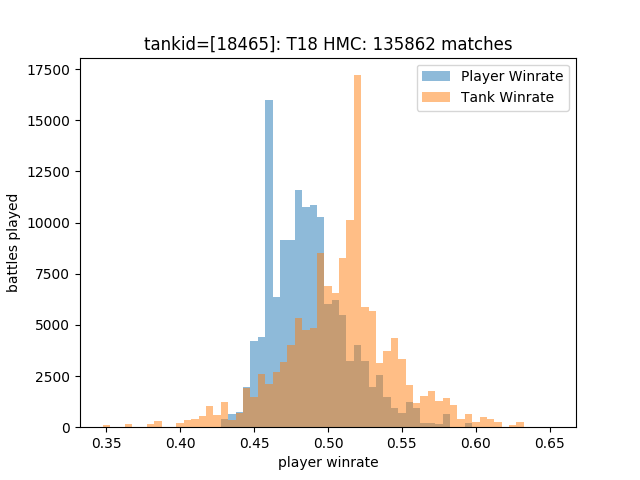 tankid=[18465]: T18 HMC: 135862 matches
Player Winrate
Tank Winrate
battles played
17500
15000
12500
10000
7500
5000
2500
0
0.35 0.40 0.45 0.50 0.55 0.60 0.65
player winrate